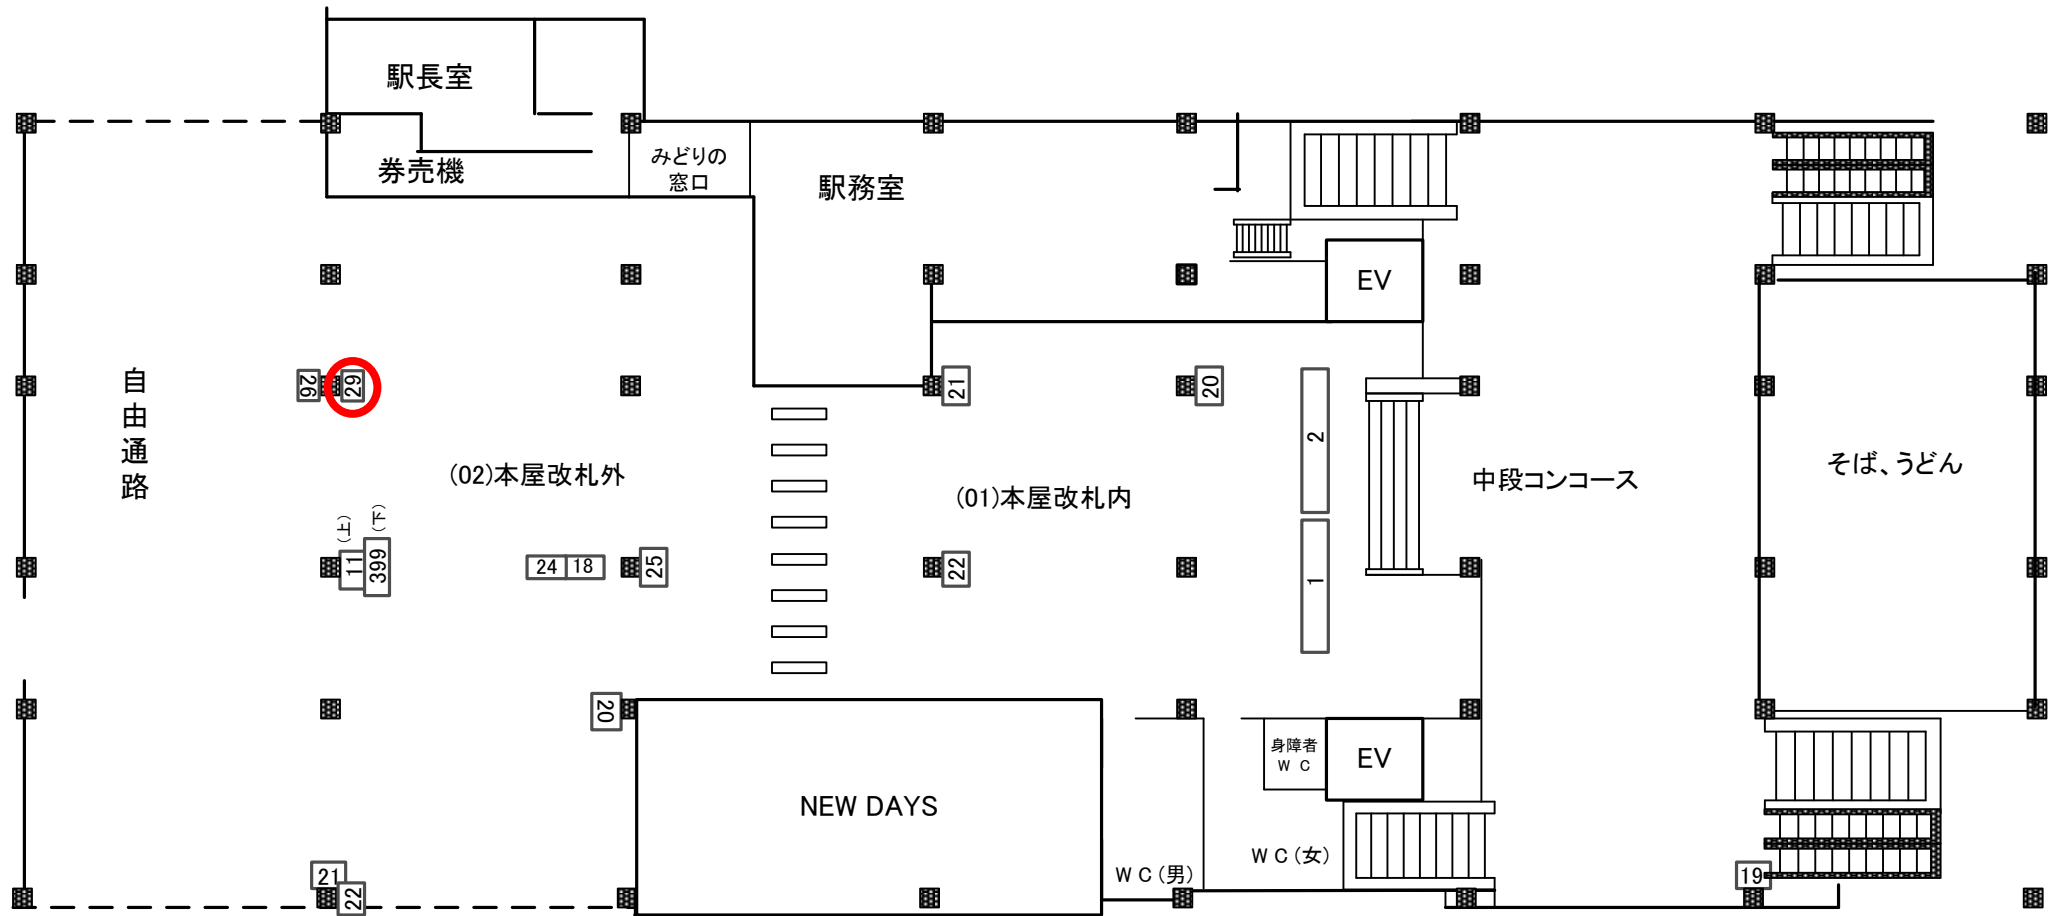 駅長室
券売機
みどりの
窓口
駅務室
EV
自由通路
26
29
21
20
2
(02)本屋改札外
(01)本屋改札内
中段コンコース
そば、うどん
(上)
(下)
11
399
24
18
25
22
1
20
身障者
WC
EV
NEW DAYS
WC(男)
WC(女)
21
22
19